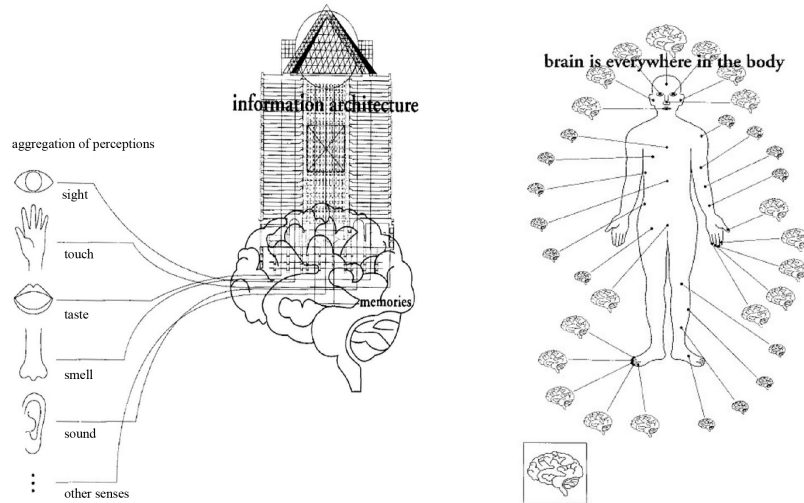 information architecture
aggregation of perceptions
sight
touch
taste
memories
smell
sound
other senses
brain is everywhere in the body